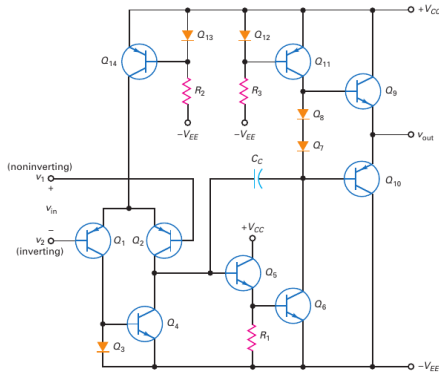 +V_CC
Q_13
Q_12
Q_14
Q_11
Q_9
R_2
R_3
Q_8
−V_EE
−V_EE
v_out
Q_7
C_C
(noninverting)
v_1
+
Q_10
v_in
+V_CC
−
v_2
Q_1
Q_2
(inverting)
Q_5
Q_4
Q_6
Q_3
R_1
−V_EE